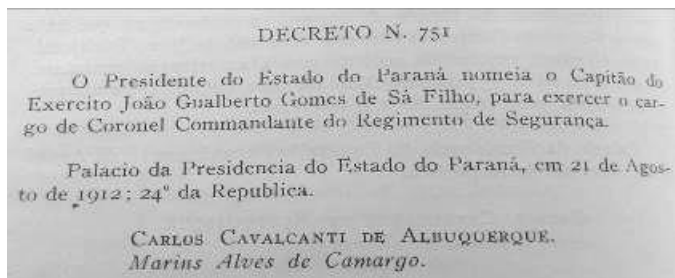 DECRETO N. 751
O Presidente do Estado do Paraná nomeia o Capitão do
Exercito João Gualberto Gomes de Sá Filho, para exercer o car-
go de Coronel Commandante do Regimento de Segurança.
Palacio da Presidencia do Estado do Paraná, em 21 de Agos-
to de 1912; 24º da Republica.
CARLOS CAVALCANTI DE ALBUQUERQUE.
Marins Alves de Camargo.